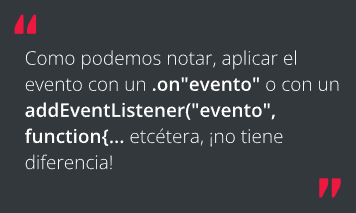 “
Como podemos notar, aplicar el
evento con un .on"evento" o con un
addEventListener("evento",
function{... etcétera, ¡no tiene
diferencia!
”